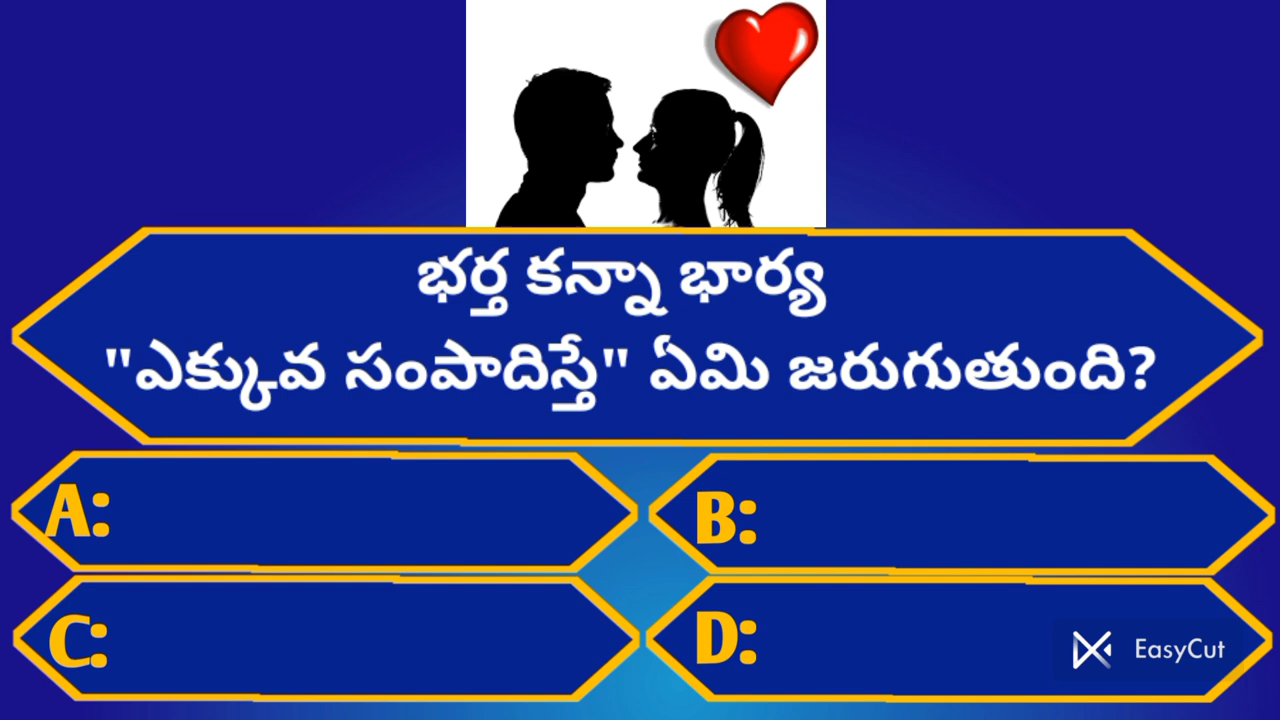 భర్త కన్నా భార్య
"ఎక్కువ సంపాదిస్తే" ఏమి జరుగుతుంది?
A:
B:
C:
D:
EasyCut